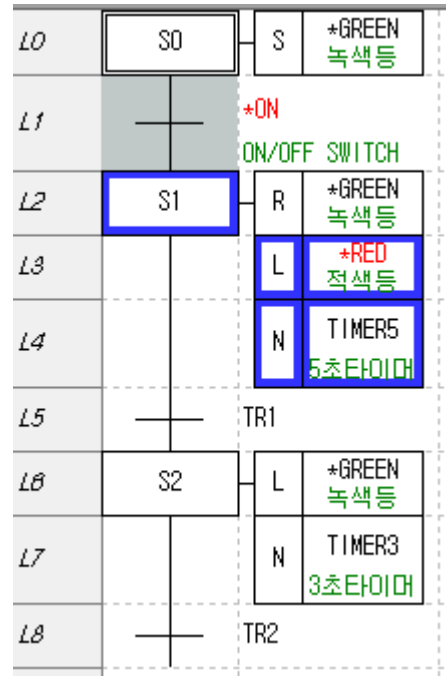 L0 S0 S *GREEN
녹색등
L1 *ON
ON/OFF SWITCH
L2 S1 R *GREEN
녹색등
L3 L *RED
적색등
L4 N TIMER5
5초타이머
L5 TR1
L6 S2 L *GREEN
녹색등
L7 N TIMER3
3초타이머
L8 TR2